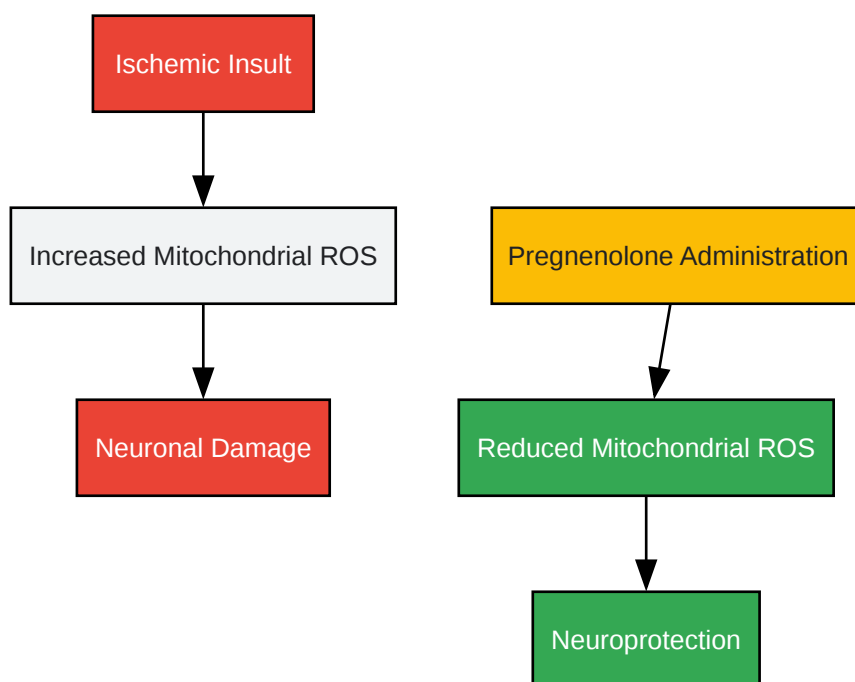 Ischemic Insult
Increased Mitochondrial ROS
Pregnenolone Administration
Neuronal Damage
Reduced Mitochondrial ROS
Neuroprotection